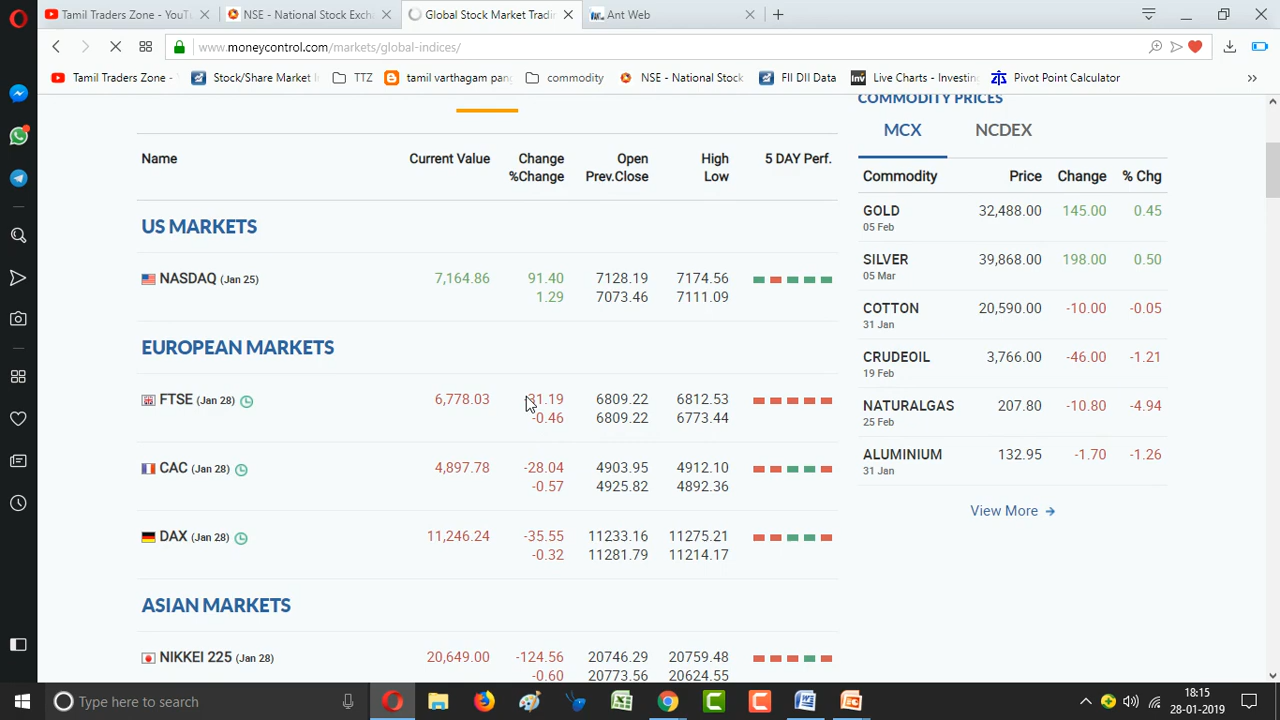 Tamil Traders Zone - YouT
NSE - National Stock Exch
Global Stock Market Tradin
Ant Web
www.moneycontrol.com/markets/global-indices/
Tamil Traders Zone -
Stock/Share Market I
TTZ
tamil varthagam pang
commodity
NSE - National Stock
FII DII Data
Inv Live Charts - Investing
Pivot Point Calculator
Name
Current Value
Change
%Change
Open
Prev.Close
High
Low
5 DAY Perf.
US MARKETS
NASDAQ (Jan 25)
7,164.86
91.40
1.29
7128.19
7073.46
7174.56
7111.09
EUROPEAN MARKETS
FTSE (Jan 28)
6,778.03
31.19
-0.46
6809.22
6809.22
6812.53
6773.44
CAC (Jan 28)
4,897.78
-28.04
-0.57
4903.95
4925.82
4912.10
4892.36
DAX (Jan 28)
11,246.24
-35.55
-0.32
11233.16
11281.79
11275.21
11214.17
ASIAN MARKETS
NIKKEI 225 (Jan 28)
20,649.00
-124.56
-0.60
20746.29
20773.56
20759.48
20624.55
COMMODITY PRICES
MCX
NCDEX
Commodity
Price
Change
% Chg
GOLD
05 Feb
32,488.00
145.00
0.45
SILVER
05 Mar
39,868.00
198.00
0.50
COTTON
31 Jan
20,590.00
-10.00
-0.05
CRUDEOIL
19 Feb
3,766.00
-46.00
-1.21
NATURALGAS
25 Feb
207.80
-10.80
-4.94
ALUMINIUM
31 Jan
132.95
-1.70
-1.26
View More
Type here to search
18:15
28-01-2019